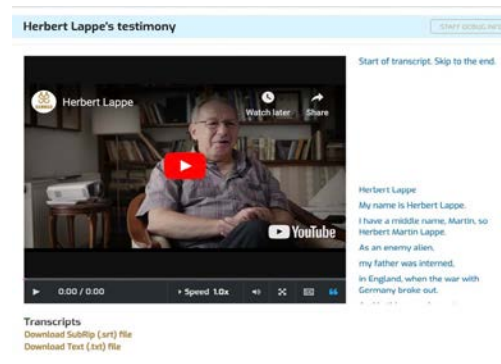 Herbert Lappe's testimony
STAFF DEBUG INFO
Herbert Lappe
Watch later
Share
YouTube
0:00 / 0:00
Speed 1.0x
Start of transcript. Skip to the end.
Herbert Lappe
My name is Herbert Lappe.
I have a middle name, Martin, so
Herbert Martin Lappe.
As an enemy alien,
my father was interned,
in England, when the war with
Germany broke out.
Transcripts
Download SubRip (.srt) file
Download Text (.txt) file